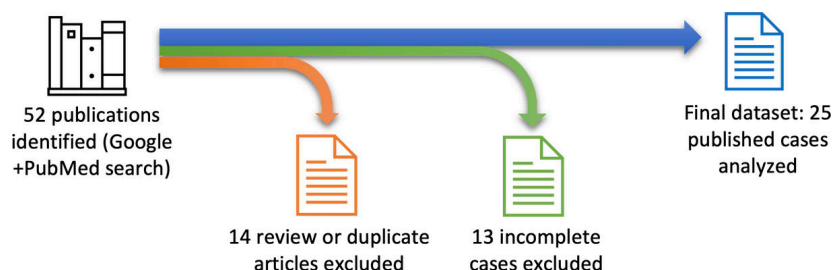 52 publications
identified (Google
+PubMed search)
14 review or duplicate
articles excluded
13 incomplete
cases excluded
Final dataset: 25
published cases
analyzed